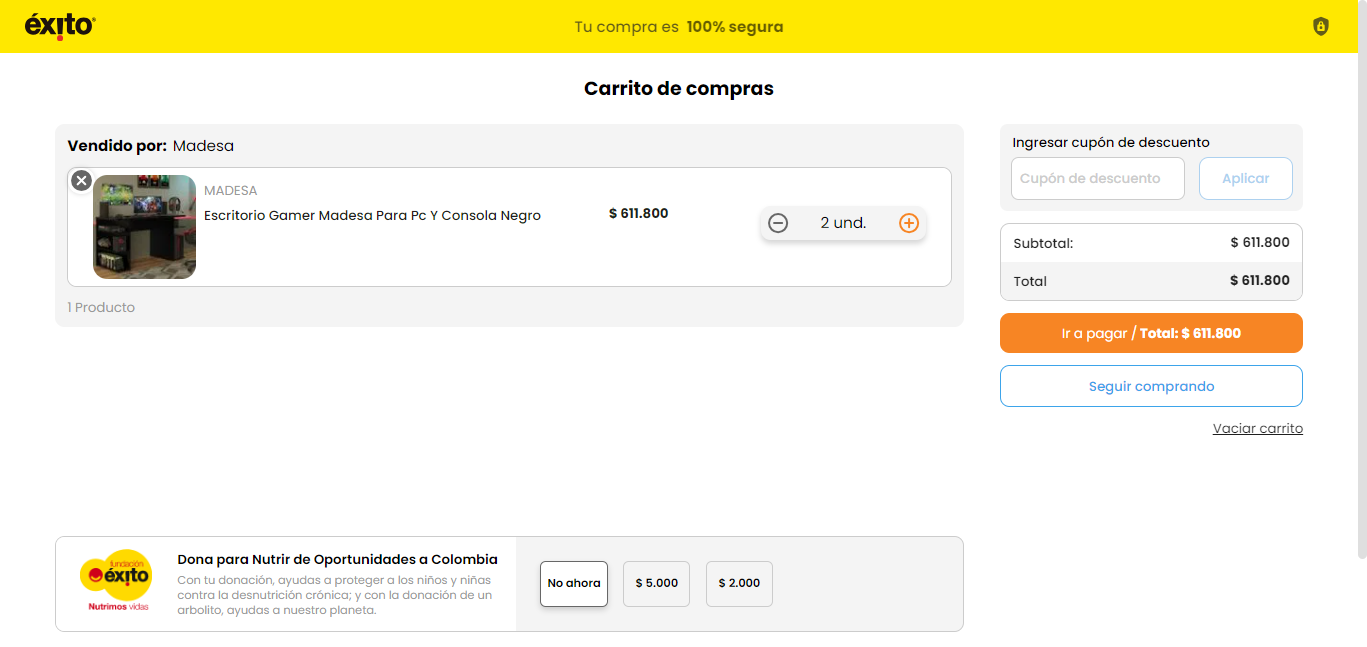 éxito
Tu compra es 100% segura
Carrito de compras
Vendido por: Madesa
MADESA
Escritorio Gamer Madesa Para Pc Y Consola Negro
$ 611.800
2 und.
1 Producto
Ingresar cupón de descuento
Cupón de descuento
Aplicar
Subtotal: $ 611.800
Total $ 611.800
Ir a pagar / Total: $ 611.800
Seguir comprando
Vaciar carrito
fundación
éxito
Nutrimos vidas
Dona para Nutrir de Oportunidades a Colombia
Con tu donación, ayudas a proteger a los niños y niñas
contra la desnutrición crónica; y con la donación de un
arbolito, ayudas a nuestro planeta.
No ahora
$ 5.000
$ 2.000